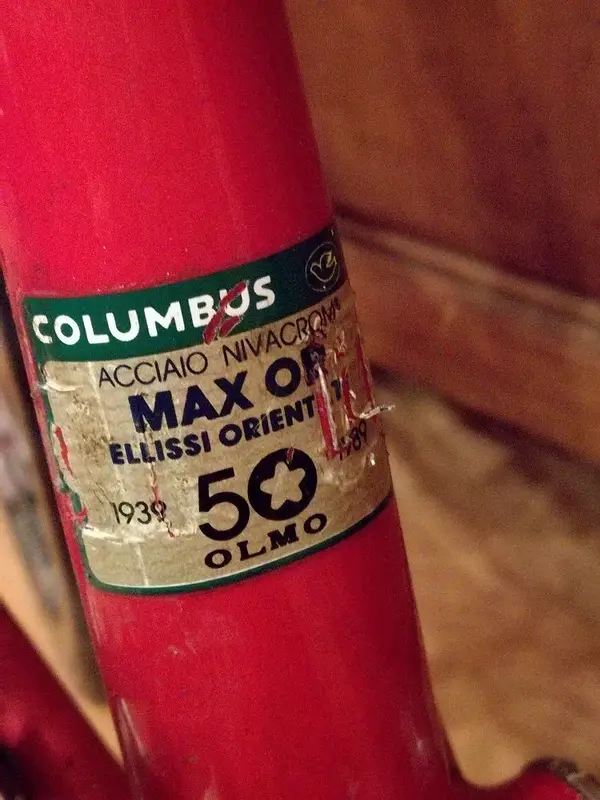 COLUMBUS
ACCIAIO NIVACROM
MAX OR
ELLISSI ORIENT
1939 50 1989
OLMO